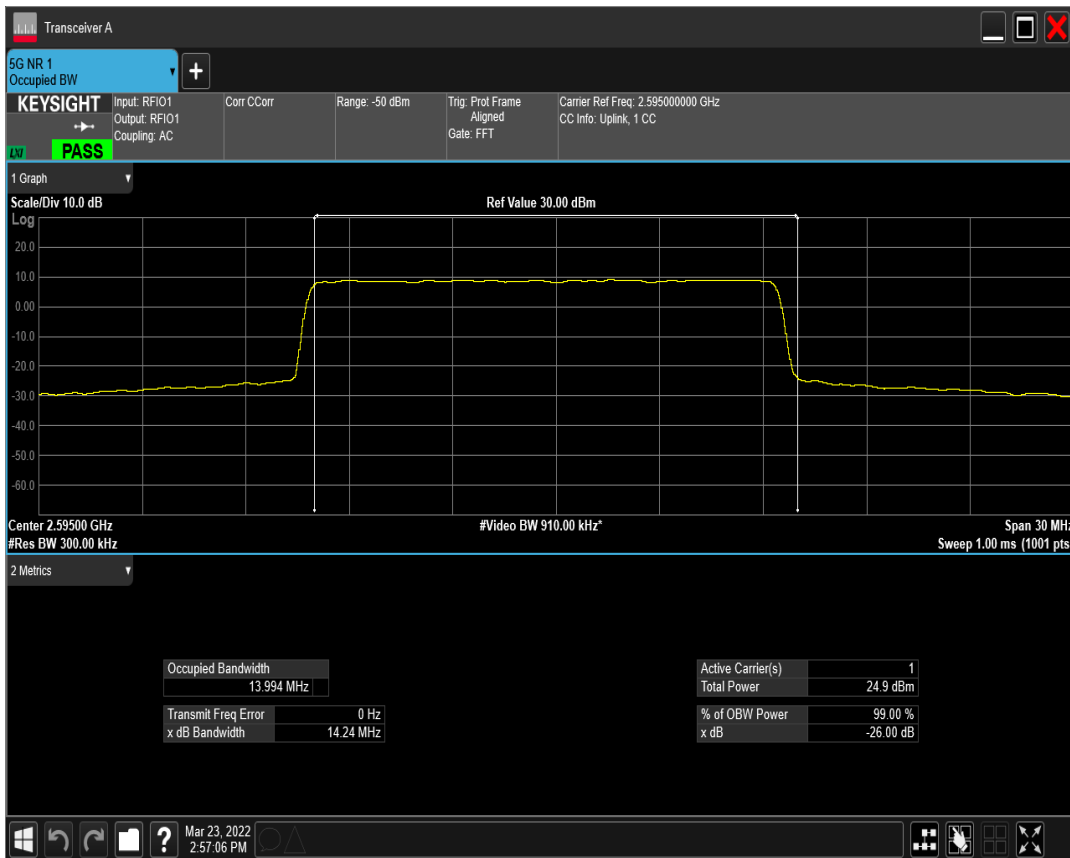 Transceiver A
5G NR 1
Occupied BW
+
KEYSIGHT
LXI
PASS
Input: RFIO1
Output: RFIO1
Coupling: AC
Corr CCorr
Range: -50 dBm
Trig: Prot Frame
Aligned
Gate: FFT
Carrier Ref Freq: 2.595000000 GHz
CC Info: Uplink, 1 CC
1 Graph
Scale/Div 10.0 dB
Ref Value 30.00 dBm
Log
20.0
10.0
0.00
-10.0
-20.0
-30.0
-40.0
-50.0
-60.0
Center 2.59500 GHz
#Video BW 910.00 kHz*
Span 30 MHz
#Res BW 300.00 kHz
Sweep 1.00 ms (1001 pts
2 Metrics
Occupied Bandwidth
13.994 MHz
Transmit Freq Error 0 Hz
x dB Bandwidth 14.24 MHz
Active Carrier(s) 1
Total Power 24.9 dBm
% of OBW Power 99.00 %
x dB -26.00 dB
?
Mar 23, 2022
2:57:06 PM